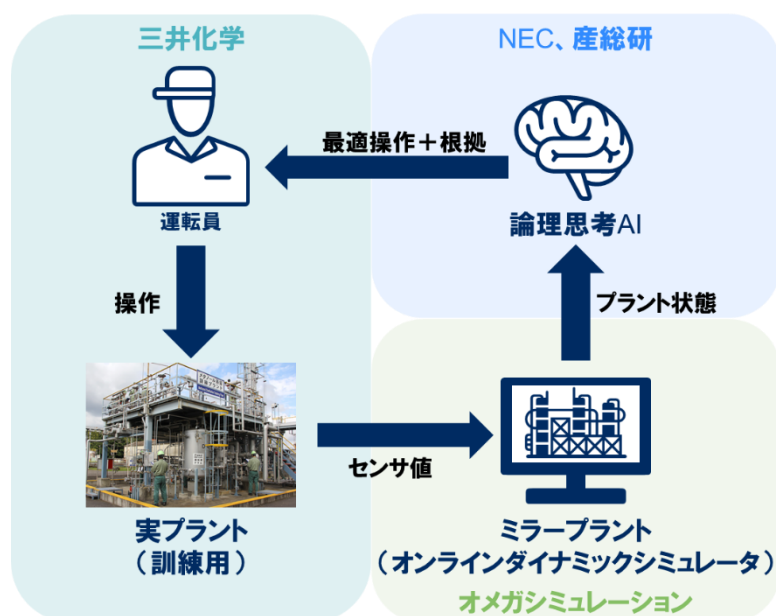 三井化学
NEC、産総研
最適操作＋根拠
運転員
論理思考AI
操作
プラント状態
センサ値
実プラント
（訓練用）
ミラープラント
（オンラインダイナミックシミュレータ）
オメガシミュレーション